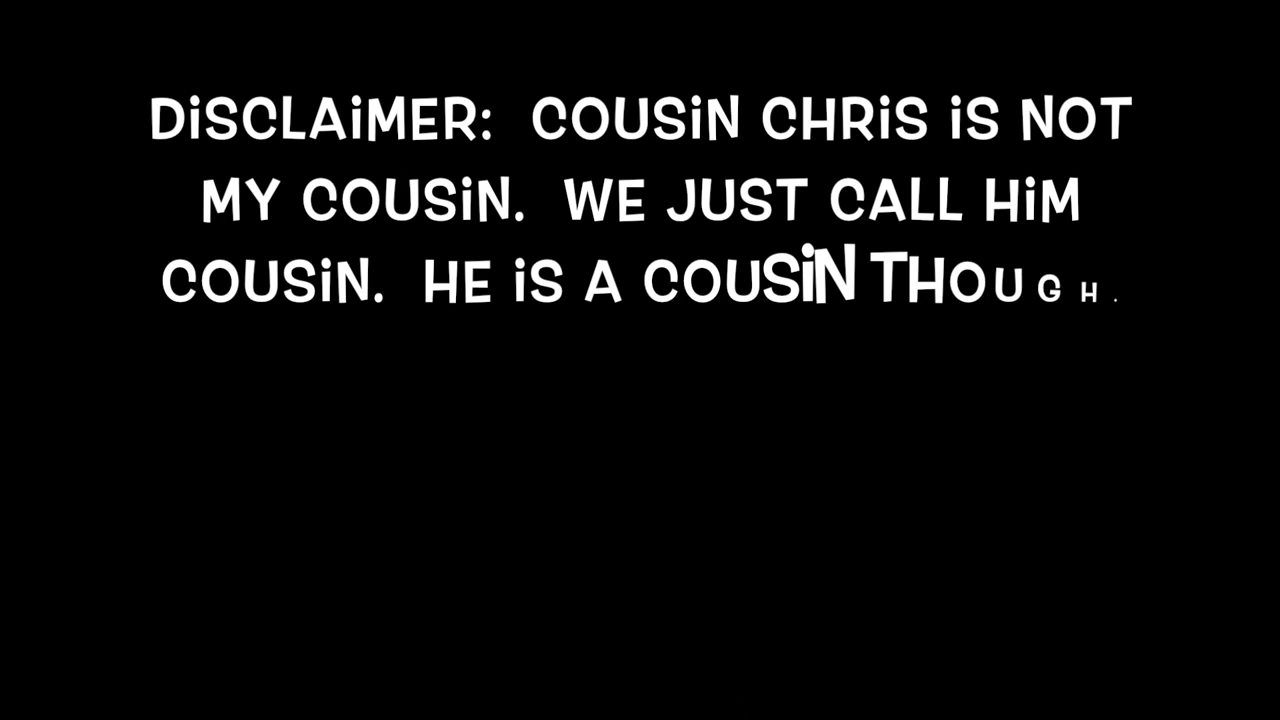 DiSCLAiMER:  COUSiN CHRiS iS NOT
MY COUSiN.  WE JUST CALL HiM
COUSiN.  HE iS A COUSiN THOUGH.